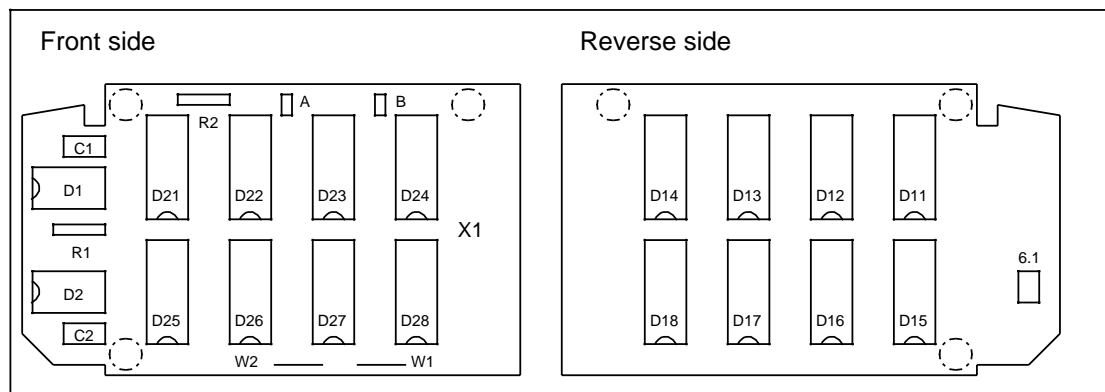 Front side
Reverse side
A
B
R2
C1
D1
D21
D22
D23
D24
X1
R1
D2
C2
D25
D26
D27
D28
W2
W1
D14
D13
D12
D11
6.1
D18
D17
D16
D15